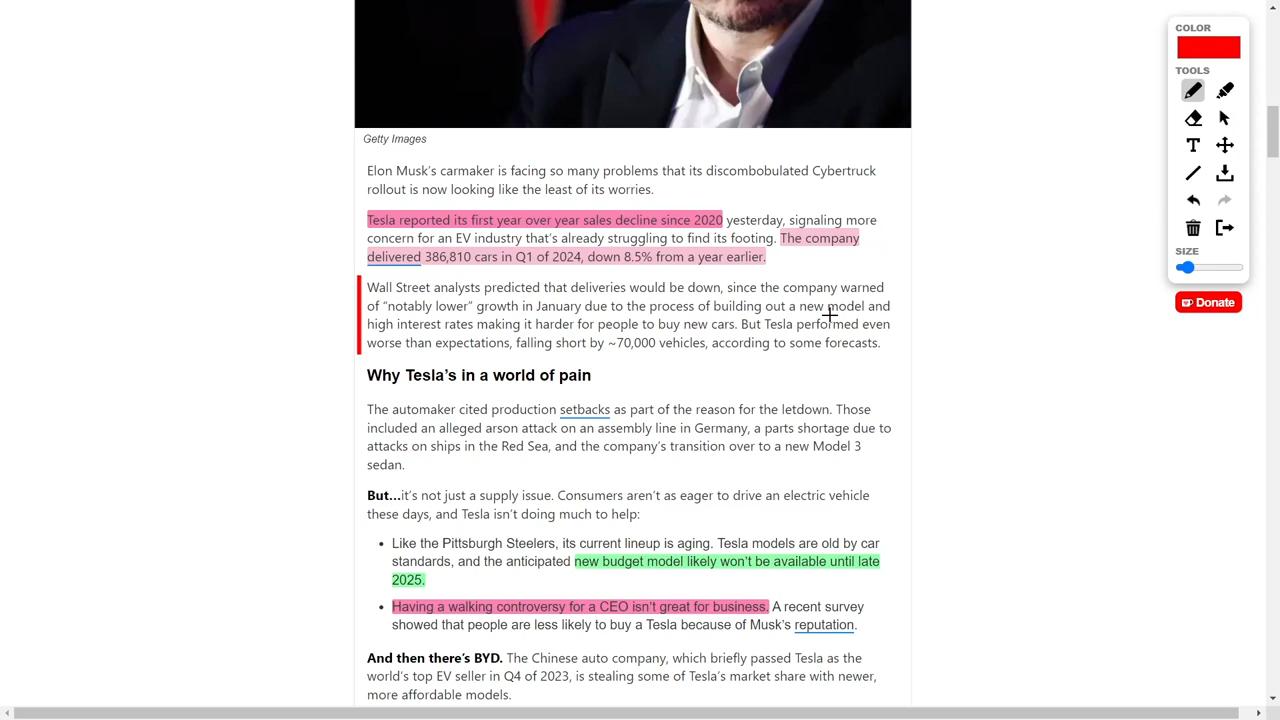 COLOR
TOOLS
T
SIZE
Donate
Getty Images
Elon Musk’s carmaker is facing so many problems that its discombobulated Cybertruck
rollout is now looking like the least of its worries.
Tesla reported its first year over year sales decline since 2020 yesterday, signaling more
concern for an EV industry that’s already struggling to find its footing. The company
delivered 386,810 cars in Q1 of 2024, down 8.5% from a year earlier.
Wall Street analysts predicted that deliveries would be down, since the company warned
of “notably lower” growth in January due to the process of building out a new model and
high interest rates making it harder for people to buy new cars. But Tesla performed even
worse than expectations, falling short by ~70,000 vehicles, according to some forecasts.
Why Tesla’s in a world of pain
The automaker cited production setbacks as part of the reason for the letdown. Those
included an alleged arson attack on an assembly line in Germany, a parts shortage due to
attacks on ships in the Red Sea, and the company’s transition over to a new Model 3
sedan.
But...it’s not just a supply issue. Consumers aren’t as eager to drive an electric vehicle
these days, and Tesla isn’t doing much to help:
• Like the Pittsburgh Steelers, its current lineup is aging. Tesla models are old by car
standards, and the anticipated new budget model likely won’t be available until late
2025.
• Having a walking controversy for a CEO isn’t great for business. A recent survey
showed that people are less likely to buy a Tesla because of Musk’s reputation.
And then there’s BYD. The Chinese auto company, which briefly passed Tesla as the
world’s top EV seller in Q4 of 2023, is stealing some of Tesla’s market share with newer,
more affordable models.